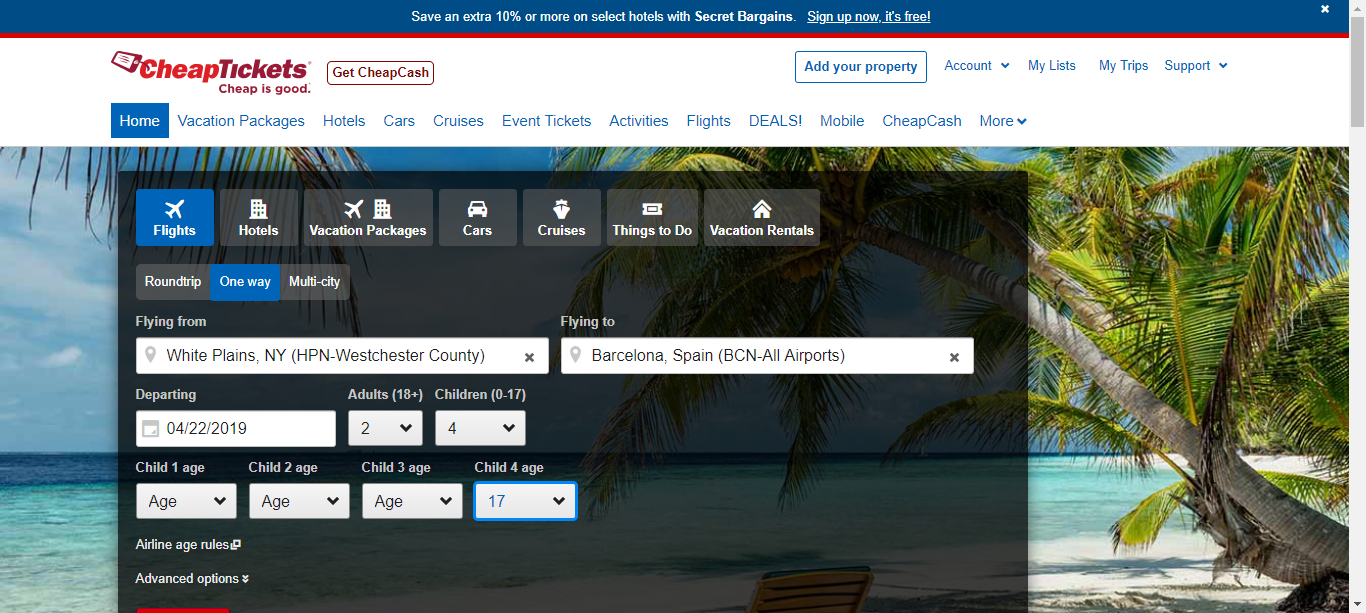 Save an extra 10% or more on select hotels with Secret Bargains. Sign up now, it's free!
CheapTickets
Cheap is good.
Get CheapCash
Add your property
Account
My Lists
My Trips
Support
Home
Vacation Packages
Hotels
Cars
Cruises
Event Tickets
Activities
Flights
DEALS!
Mobile
CheapCash
More
Flights
Hotels
Vacation Packages
Cars
Cruises
Things to Do
Vacation Rentals
Roundtrip
One way
Multi-city
Flying from
Flying to
White Plains, NY (HPN-Westchester County)
Barcelona, Spain (BCN-All Airports)
Departing
Adults (18+)
Children (0-17)
04/22/2019
2
4
Child 1 age
Child 2 age
Child 3 age
Child 4 age
Age
Age
Age
17
Airline age rules
Advanced options